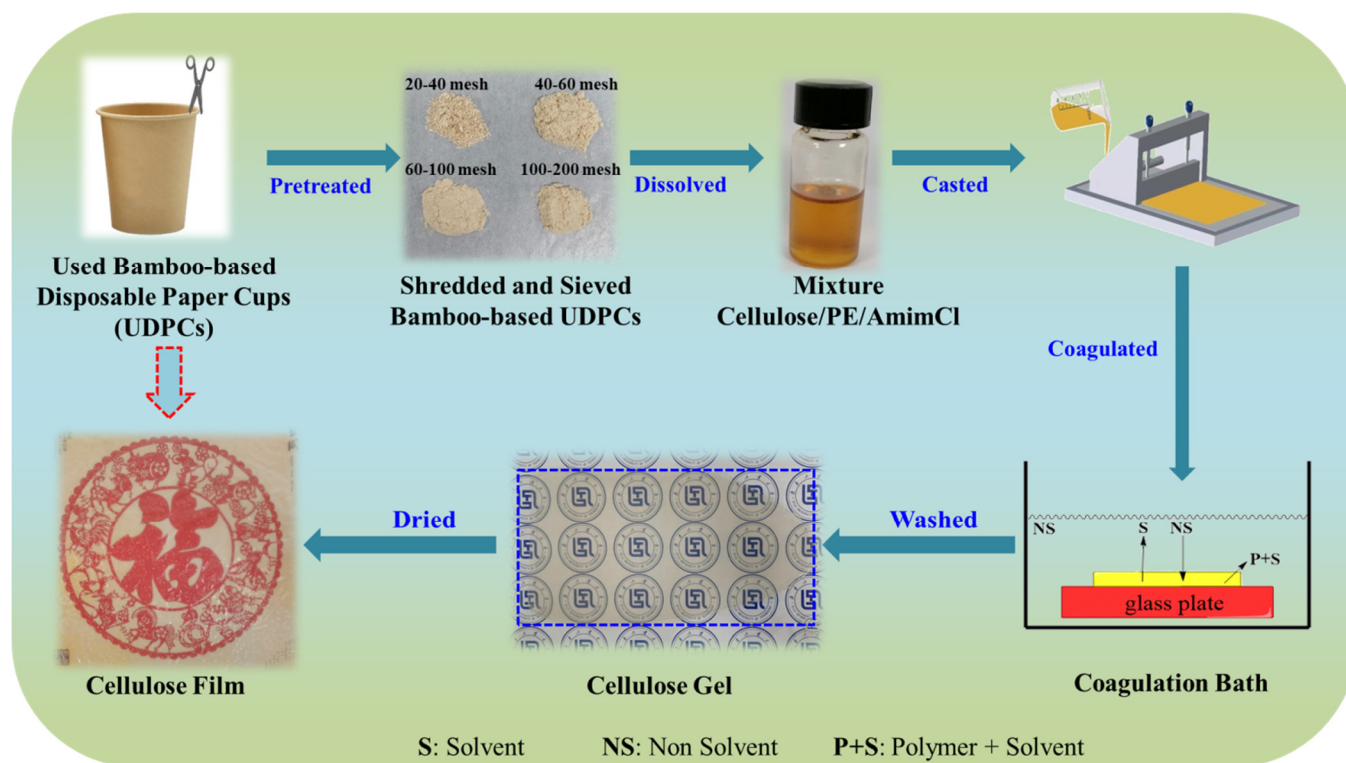 20-40 mesh
40-60 mesh
60-100 mesh
100-200 mesh
Pretreated
Dissolved
Casted
Used Bamboo-based
Disposable Paper Cups
(UDPCs)
Shredded and Sieved
Bamboo-based UDPCs
Mixture
Cellulose/PE/AmimCl
Coagulated
NS
S
NS
P+S
glass plate
Coagulation Bath
Washed
Cellulose Gel
Dried
福
Cellulose Film
S: Solvent
NS: Non Solvent
P+S: Polymer + Solvent